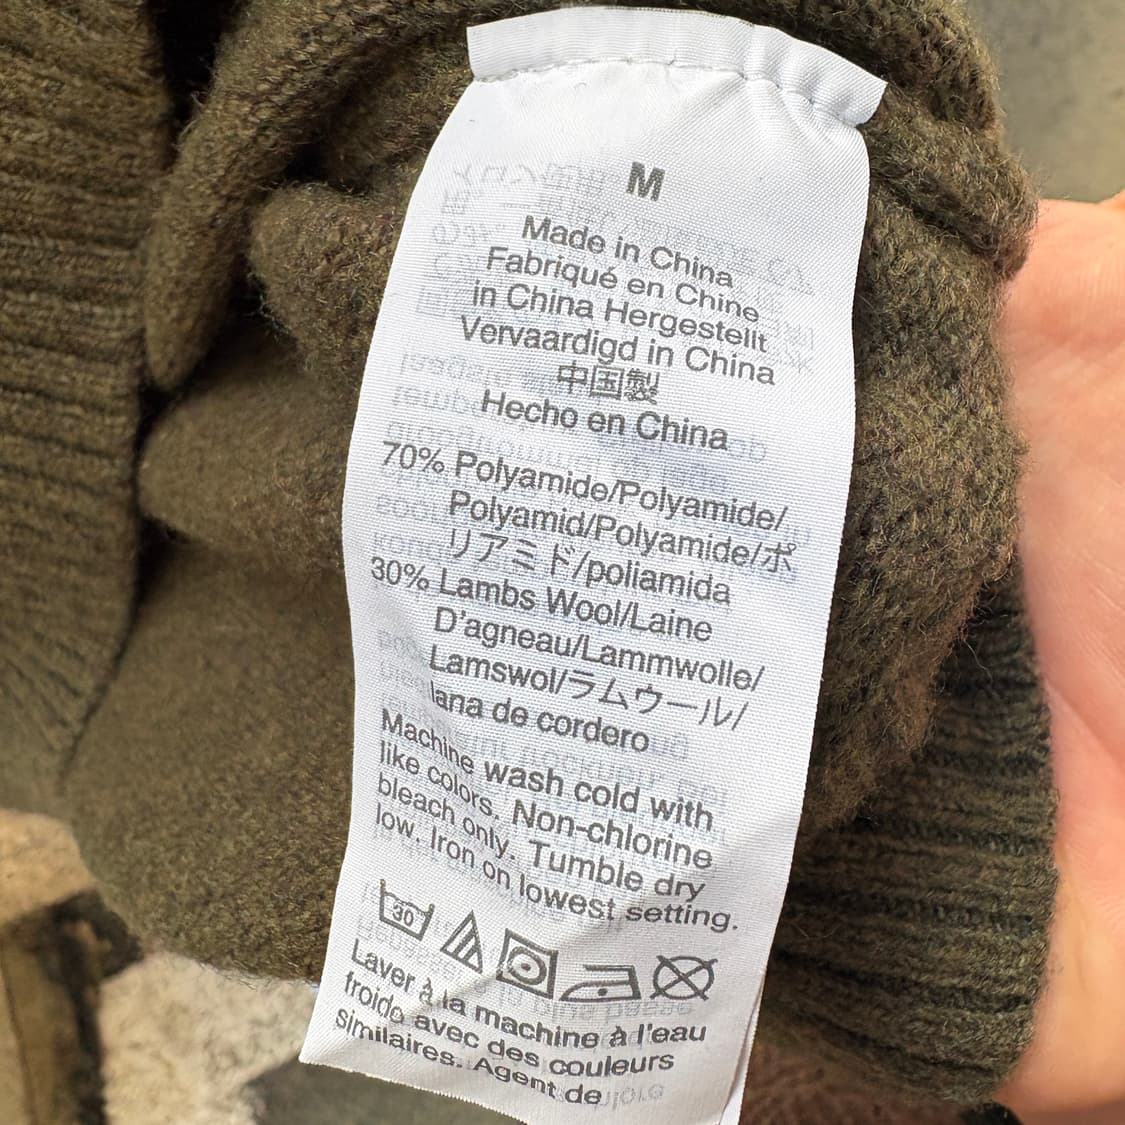 M
Made in China
Fabriqué en Chine
in China Hergestellt
Vervaardigd in China
中国製
Hecho en China
70% Polyamide/Polyamide/
Polyamid/Polyamide/ポ
リアミド/poliamida
30% Lambs Wool/Laine
D'agneau/Lammwolle/
Lamswol/ラムウール/
lana de cordero
Machine wash cold with
like colors. Non-chlorine
bleach only. Tumble dry
low. Iron on lowest setting.
30
Laver à la machine à l'eau
froide avec des couleurs
similaires. Agent de